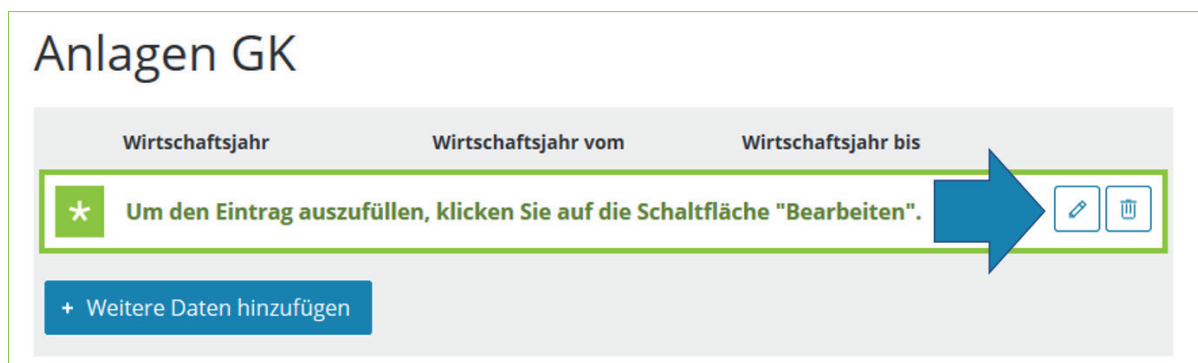 Anlagen GK
Wirtschaftsjahr Wirtschaftsjahr vom Wirtschaftsjahr bis
* Um den Eintrag auszufüllen, klicken Sie auf die Schaltfläche "Bearbeiten".
+ Weitere Daten hinzufügen